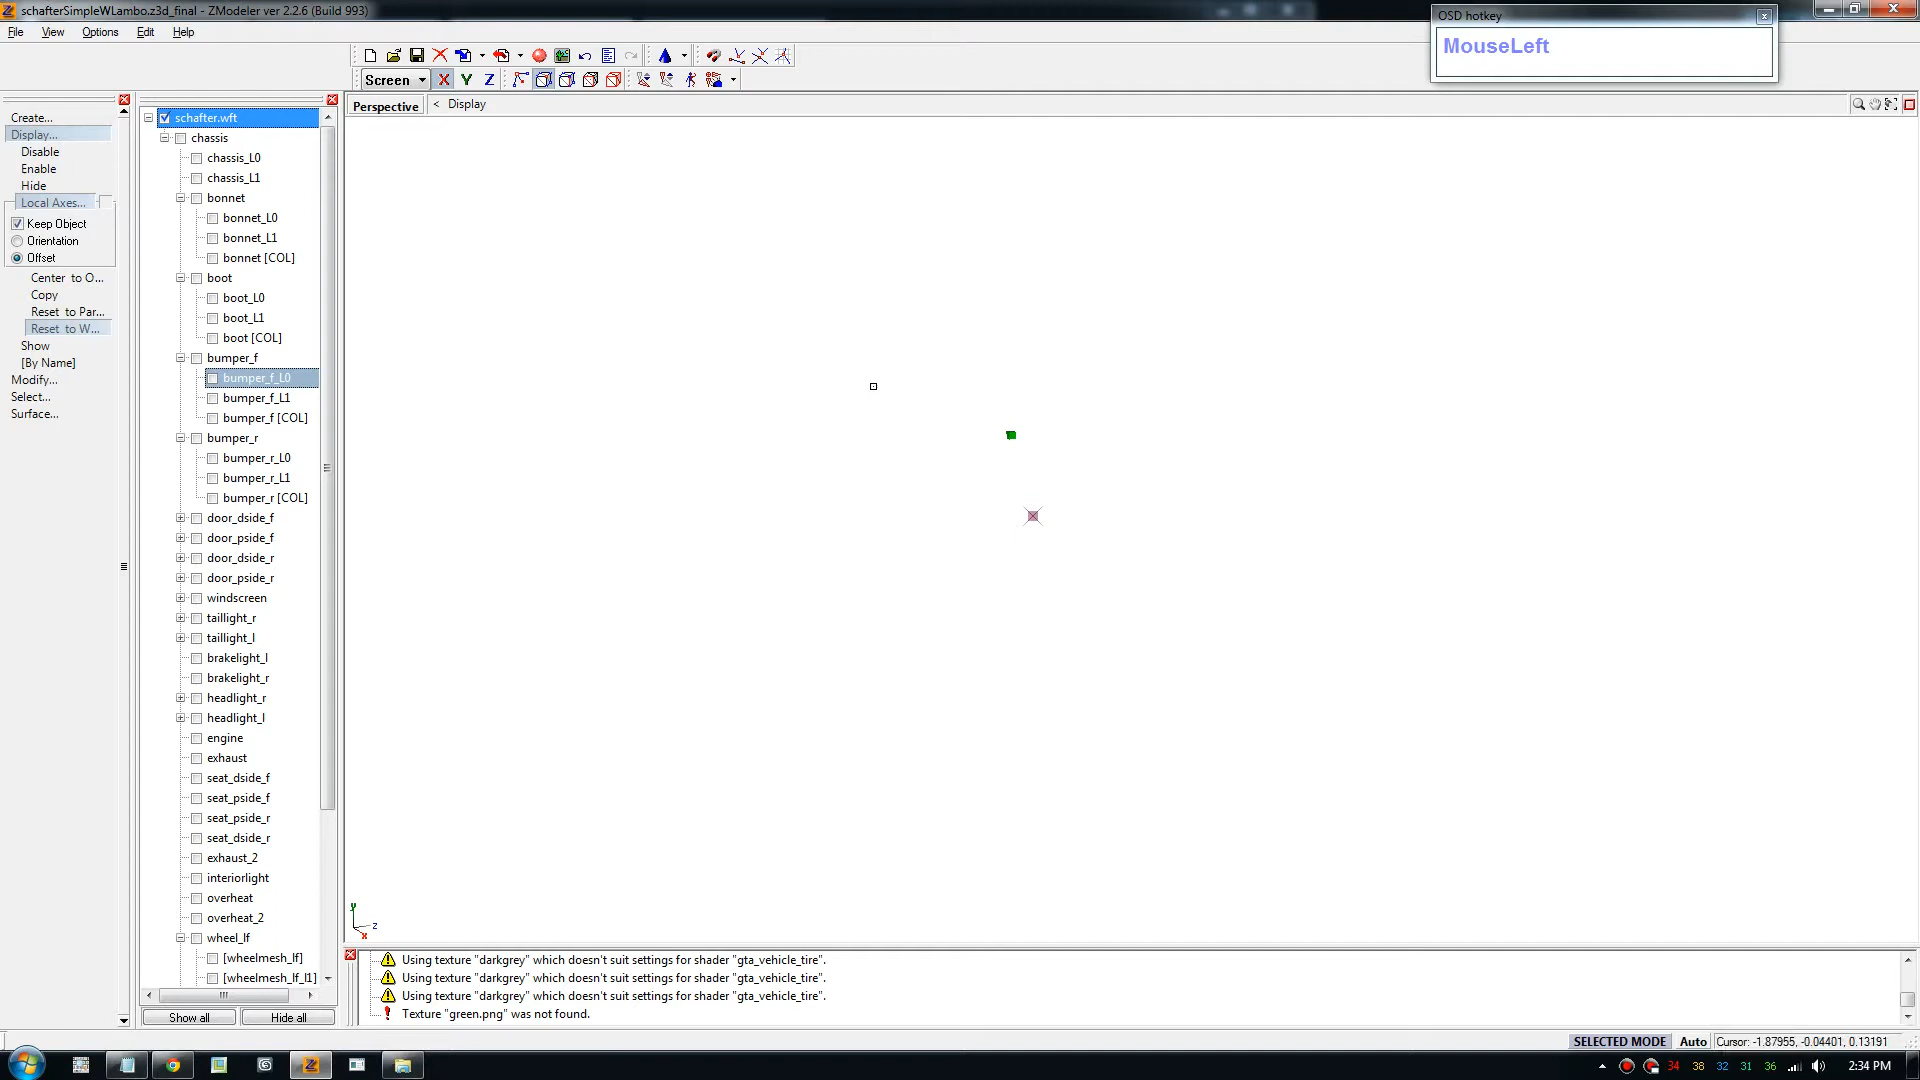 schafterSimpleWLambo.z3d_final - ZModeler ver 2.2.6 (Build 993)
OSD hotkey
MouseLeft
File View Options Edit Help
Screen X Y Z
Create...
Display...
Disable
Enable
Hide
Local Axes...
Keep Object
Orientation
Offset
Center to O...
Copy
Reset to Par...
Reset to W...
Show
[By Name]
Modify...
Select...
Surface...
schafter.wft
chassis
chassis_L0
chassis_L1
bonnet
bonnet_L0
bonnet_L1
bonnet [COL]
boot
boot_L0
boot_L1
boot [COL]
bumper_f
bumper_f_L0
bumper_f_L1
bumper_f [COL]
bumper_r
bumper_r_L0
bumper_r_L1
bumper_r [COL]
door_dside_f
door_pside_f
door_dside_r
door_pside_r
windscreen
taillight_r
taillight_l
brakelight_l
brakelight_r
headlight_r
headlight_l
engine
exhaust
seat_dside_f
seat_pside_f
seat_pside_r
seat_dside_r
exhaust_2
interiorlight
overheat
overheat_2
wheel_lf
[wheelmesh_lf]
[wheelmesh_lf_l1]
Show all Hide all
Perspective < Display
y
z
x
Using texture "darkgrey" which doesn't suit settings for shader "gta_vehicle_tire".
Using texture "darkgrey" which doesn't suit settings for shader "gta_vehicle_tire".
Using texture "darkgrey" which doesn't suit settings for shader "gta_vehicle_tire".
Texture "green.png" was not found.
SELECTED MODE Auto Cursor: -1.87955, -0.04401, 0.13191
34 38 32 31 36 2:34 PM